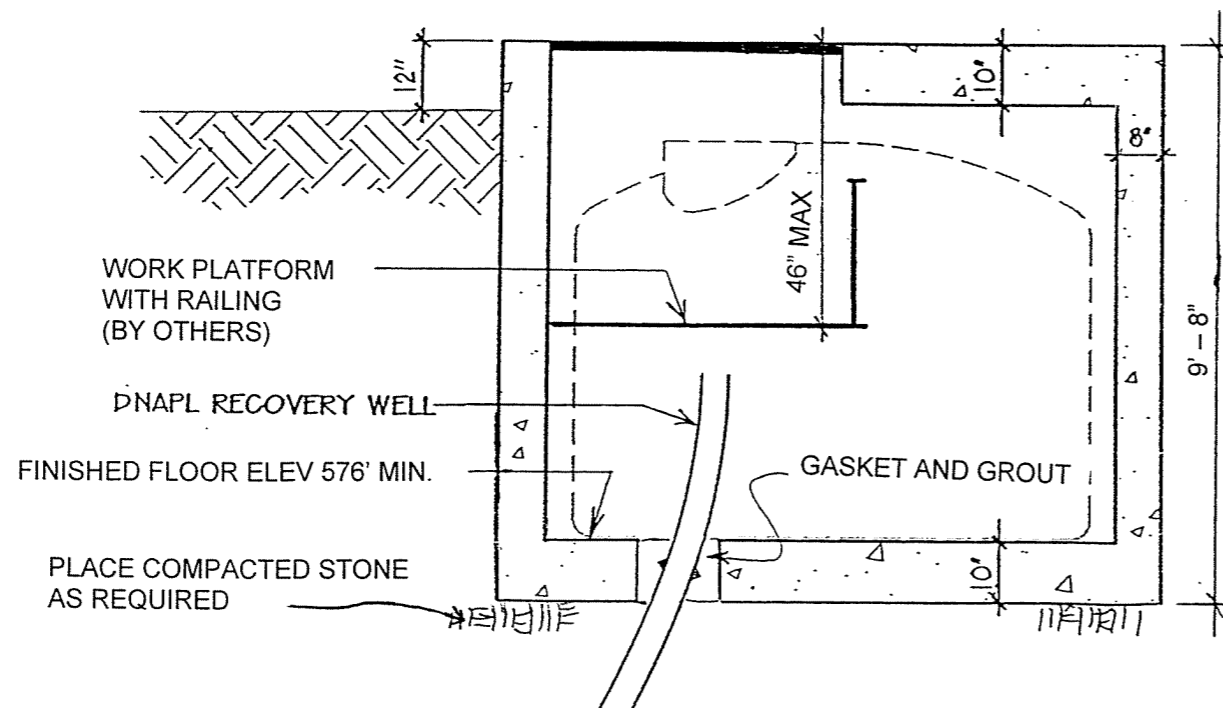 12"
10"
8"
46" MAX
9' – 8"
WORK PLATFORM
WITH RAILING
(BY OTHERS)
DNAPL RECOVERY WELL
FINISHED FLOOR ELEV 576' MIN.
GASKET AND GROUT
PLACE COMPACTED STONE
AS REQUIRED
10"